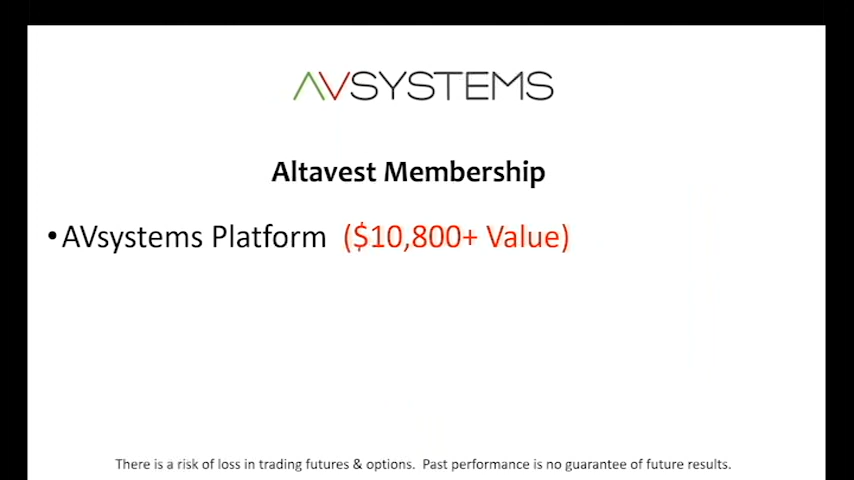 AVSYSTEMS
Altavest Membership
•AVsystems Platform ($10,800+ Value)
There is a risk of loss in trading futures & options. Past performance is no guarantee of future results.